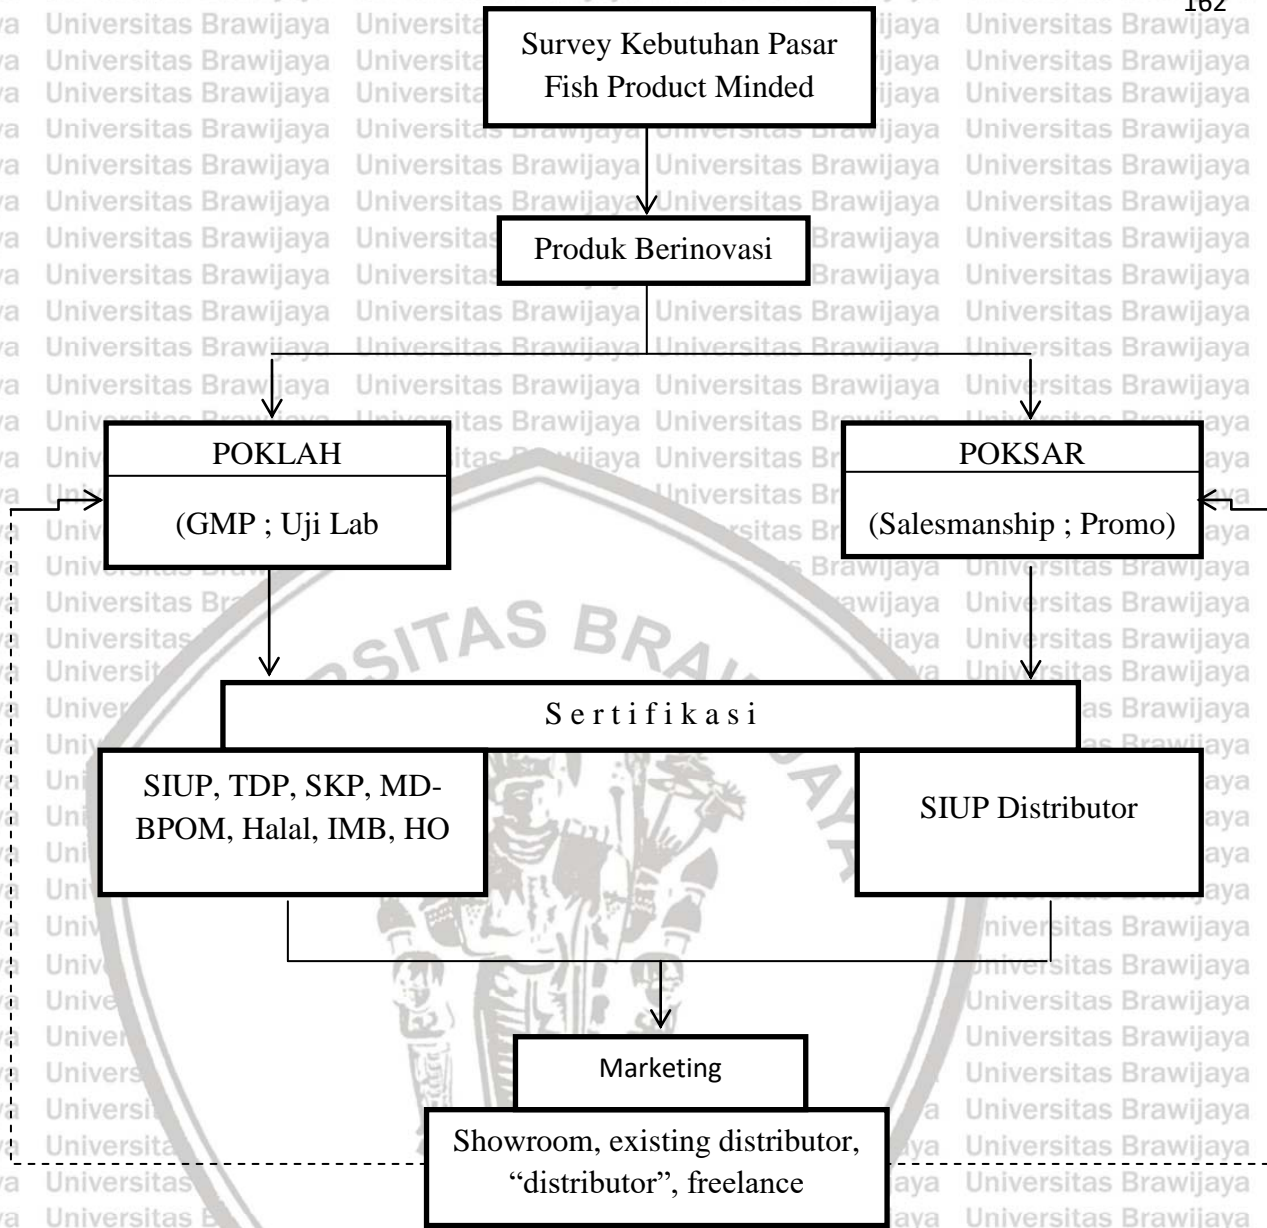 162
Survey Kebutuhan Pasar
Fish Product Minded
Produk Berinovasi
POKLAH
(GMP ; Uji Lab
POKSAR
(Salesmanship ; Promo)
Sertifikasi
SIUP, TDP, SKP, MD-
BPOM, Halal, IMB, HO
SIUP Distributor
Marketing
Showroom, existing distributor,
“distributor”, freelance